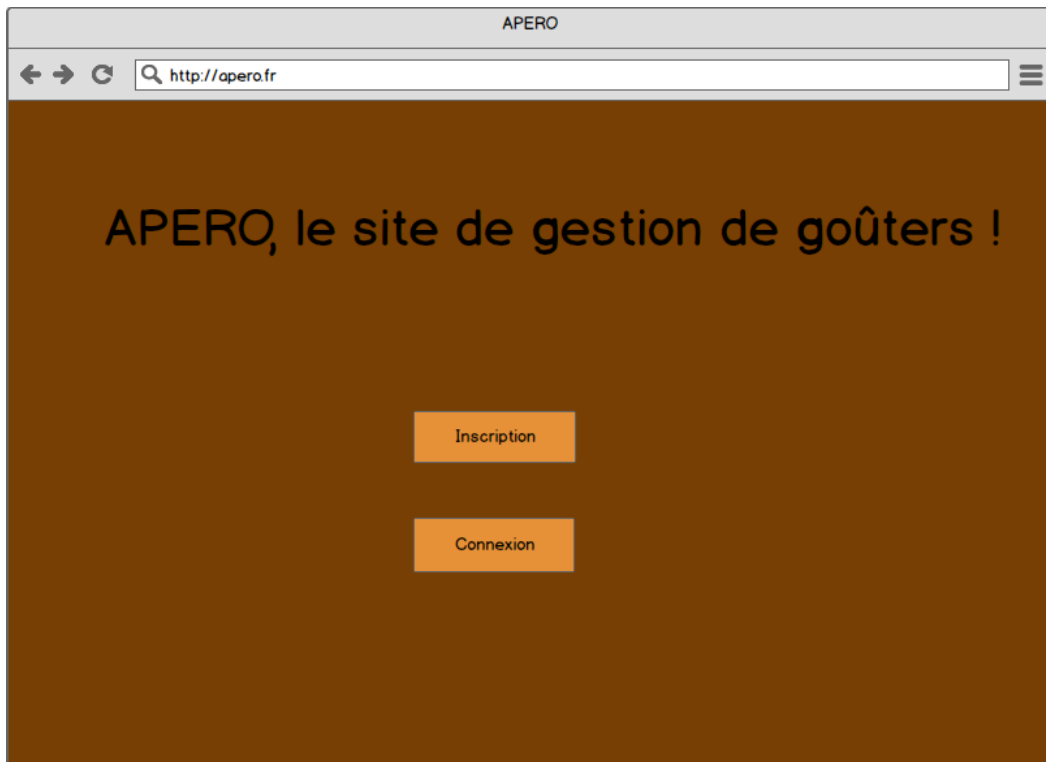 APERO
http://apero.fr
APERO, le site de gestion de goûters !
Inscription
Connexion